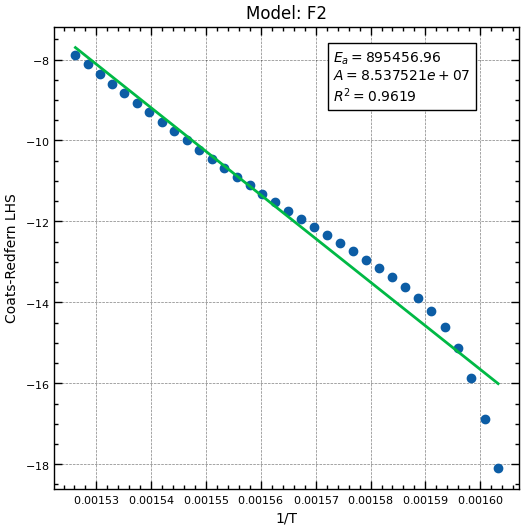 Model: F2
E_a = 895456.96
A = 8.537521e + 07
R^2 = 0.9619
Coats-Redfern LHS
−8
−10
−12
−14
−16
−18
0.00153 0.00154 0.00155 0.00156 0.00157 0.00158 0.00159 0.00160
1/T